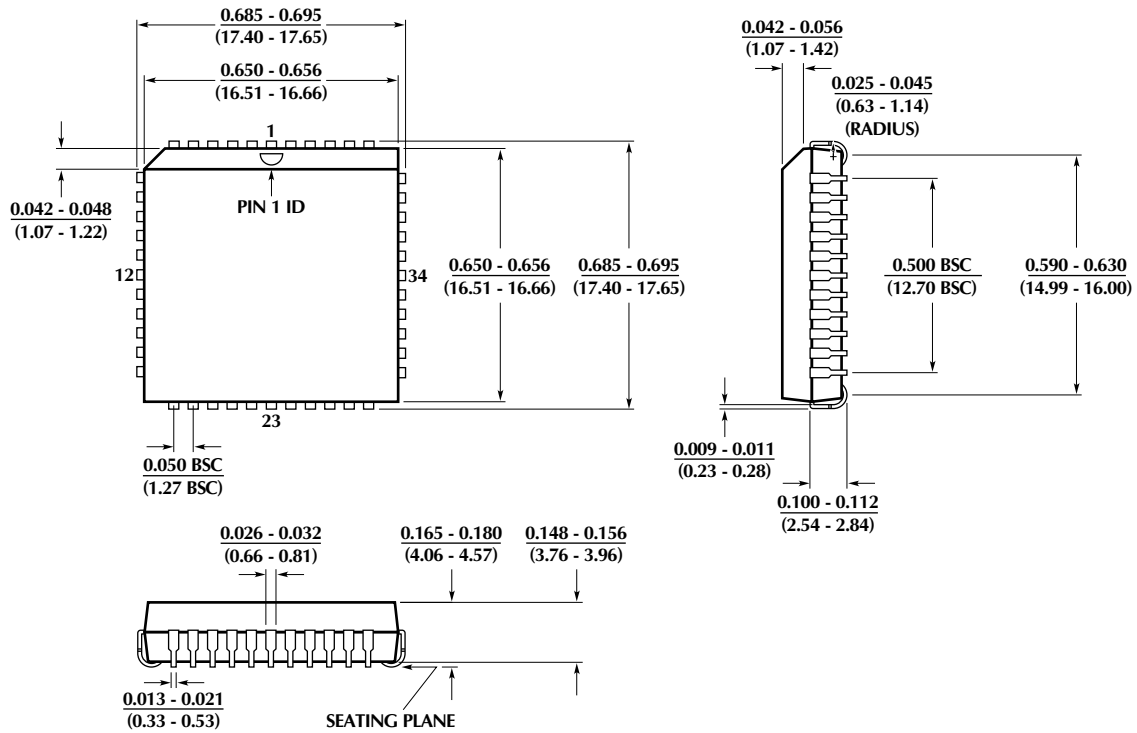 0.685 - 0.695
(17.40 - 17.65)
0.650 - 0.656
(16.51 - 16.66)
1
PIN 1 ID
0.042 - 0.048
(1.07 - 1.22)
12
34
0.650 - 0.656
(16.51 - 16.66)
0.685 - 0.695
(17.40 - 17.65)
23
0.050 BSC
(1.27 BSC)
0.042 - 0.056
(1.07 - 1.42)
0.025 - 0.045
(0.63 - 1.14)
(RADIUS)
0.500 BSC
(12.70 BSC)
0.590 - 0.630
(14.99 - 16.00)
0.009 - 0.011
(0.23 - 0.28)
0.100 - 0.112
(2.54 - 2.84)
0.026 - 0.032
(0.66 - 0.81)
0.165 - 0.180
(4.06 - 4.57)
0.148 - 0.156
(3.76 - 3.96)
0.013 - 0.021
(0.33 - 0.53)
SEATING PLANE